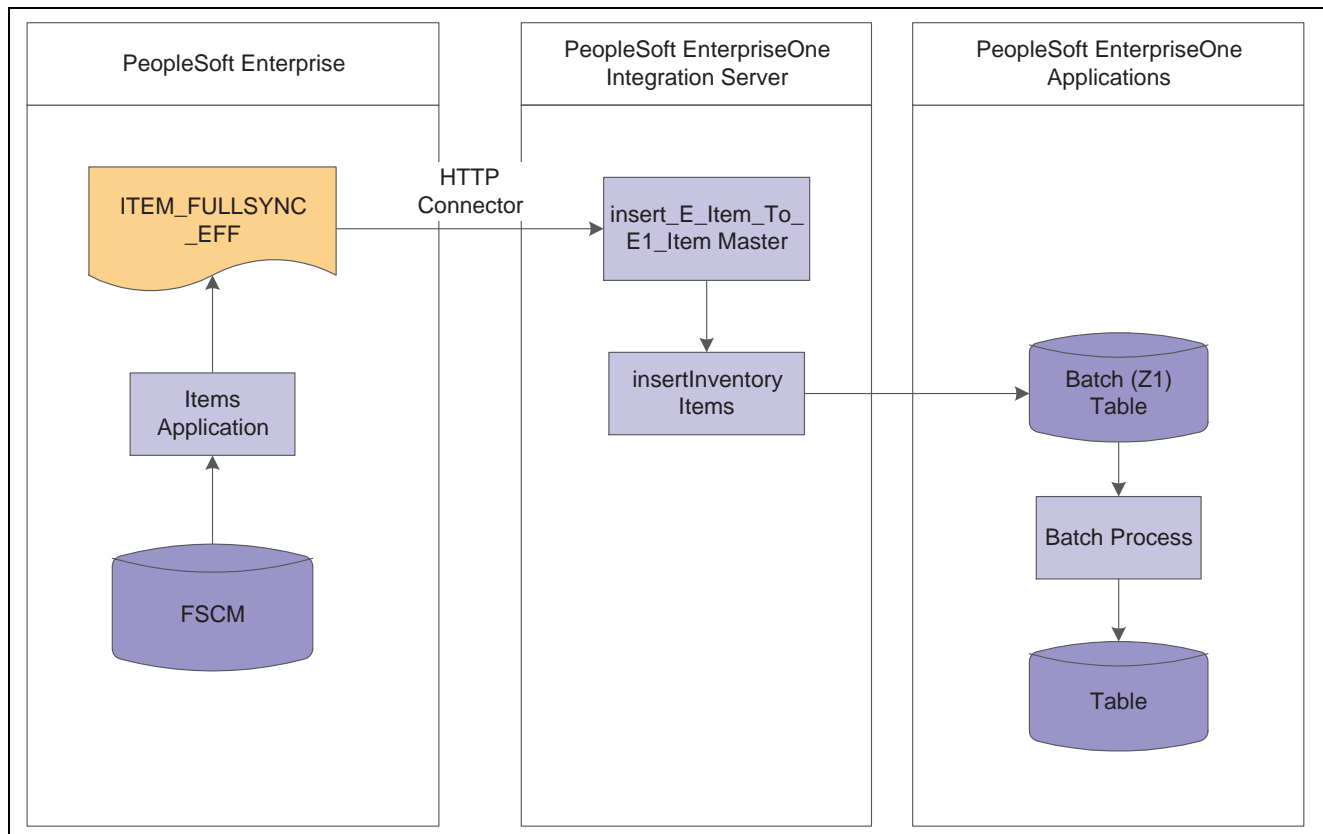 PeopleSoft Enterprise
PeopleSoft EnterpriseOne
Integration Server
PeopleSoft EnterpriseOne
Applications
ITEM_FULLSYNC
_EFF
HTTP
Connector
insert_E_Item_To_
E1_Item Master
Items
Application
insertInventory
Items
Batch (Z1)
Table
Batch Process
FSCM
Table